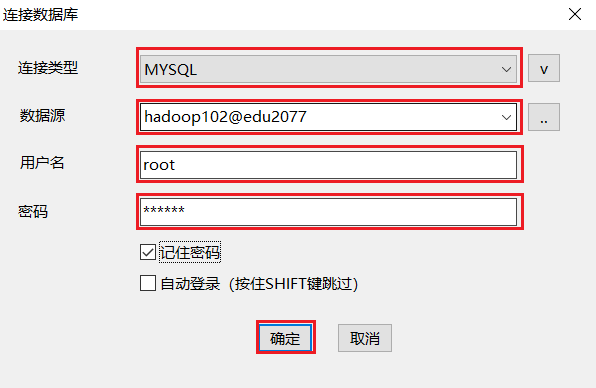 连接数据库
连接类型 MYSQL v
数据源 hadoop102@edu2077 ..
用户名 root
密码 ******
记住密码
自动登录（按住SHIFT键跳过）
确定 取消